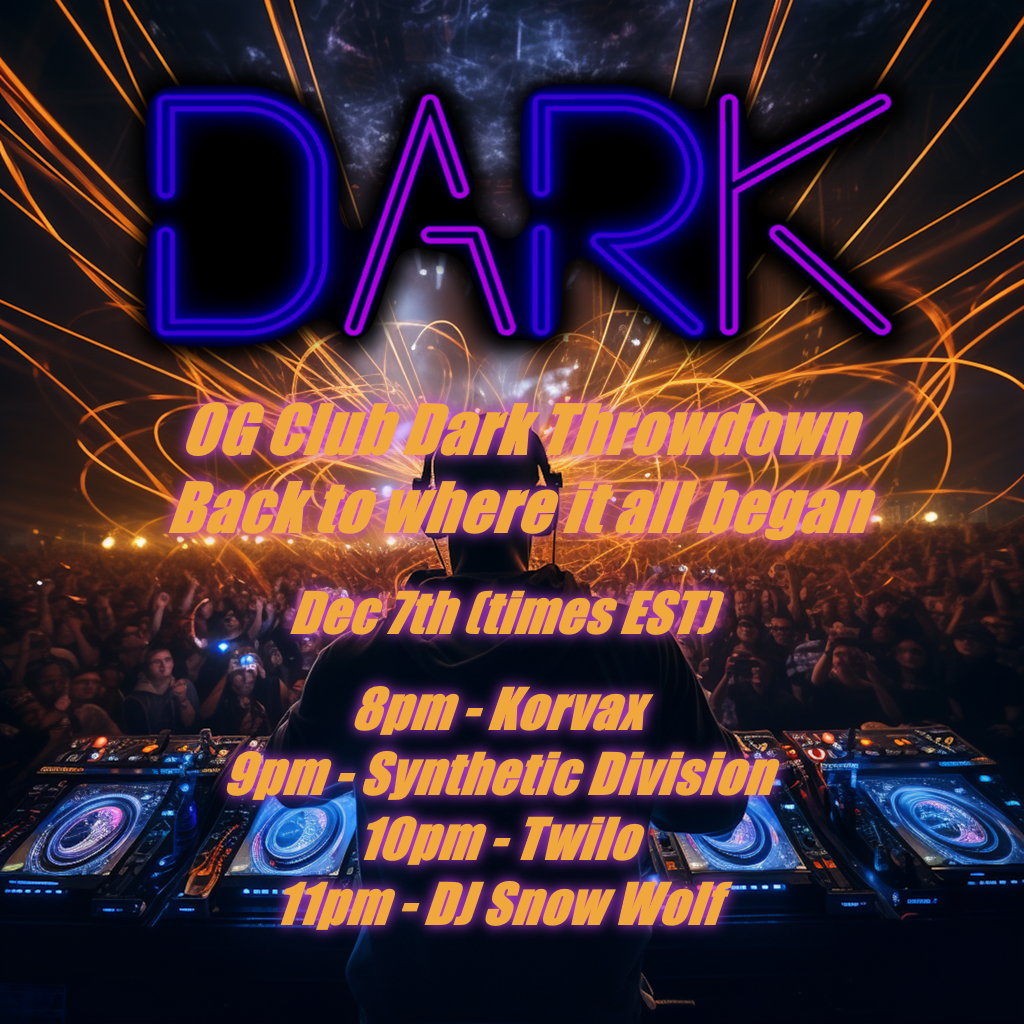 DARK
OG Club Dark Throwdown
Back to where it all began
Dec 7th (times EST)
8pm - Korvax
9pm - Synthetic Division
10pm - Twilo
11pm - DJ Snow Wolf